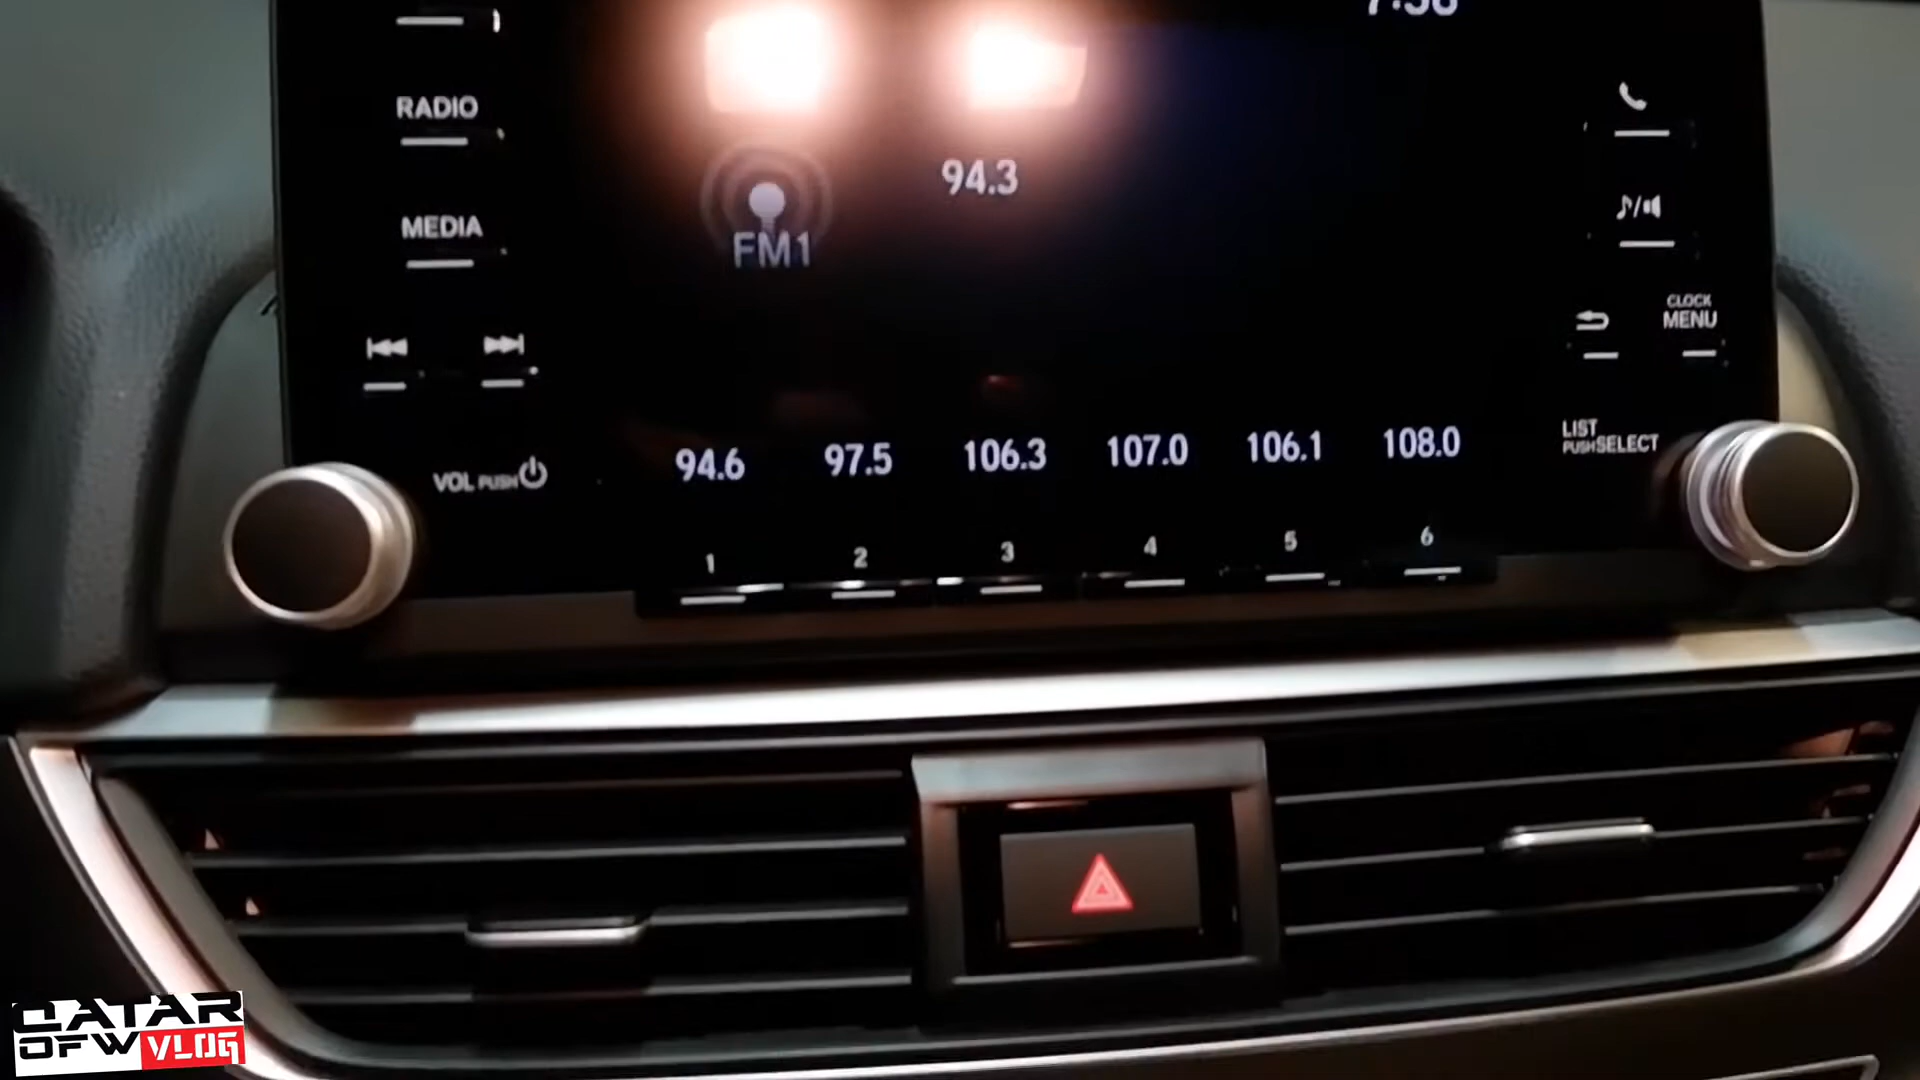 RADIO
MEDIA
94.3
FM1
CLOCK
MENU
LIST
PUSH SELECT
VOL PUSH
94.6 97.5 106.3 107.0 106.1 108.0
1 2 3 4 5 6
QATAR
OFW VLOG